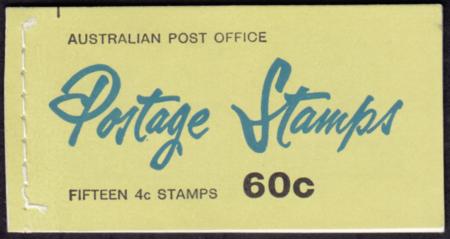 AUSTRALIAN POST OFFICE
Postage Stamps
FIFTEEN 4c STAMPS 60c